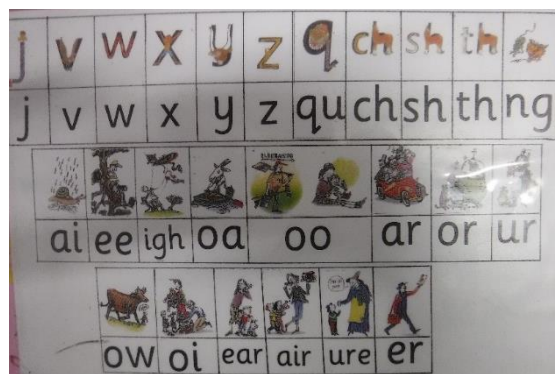 j v w x y z q ch sh th
j v w x y z qu ch sh th ng
ai ee igh oa oo ar or ur
ow oi ear air ure er